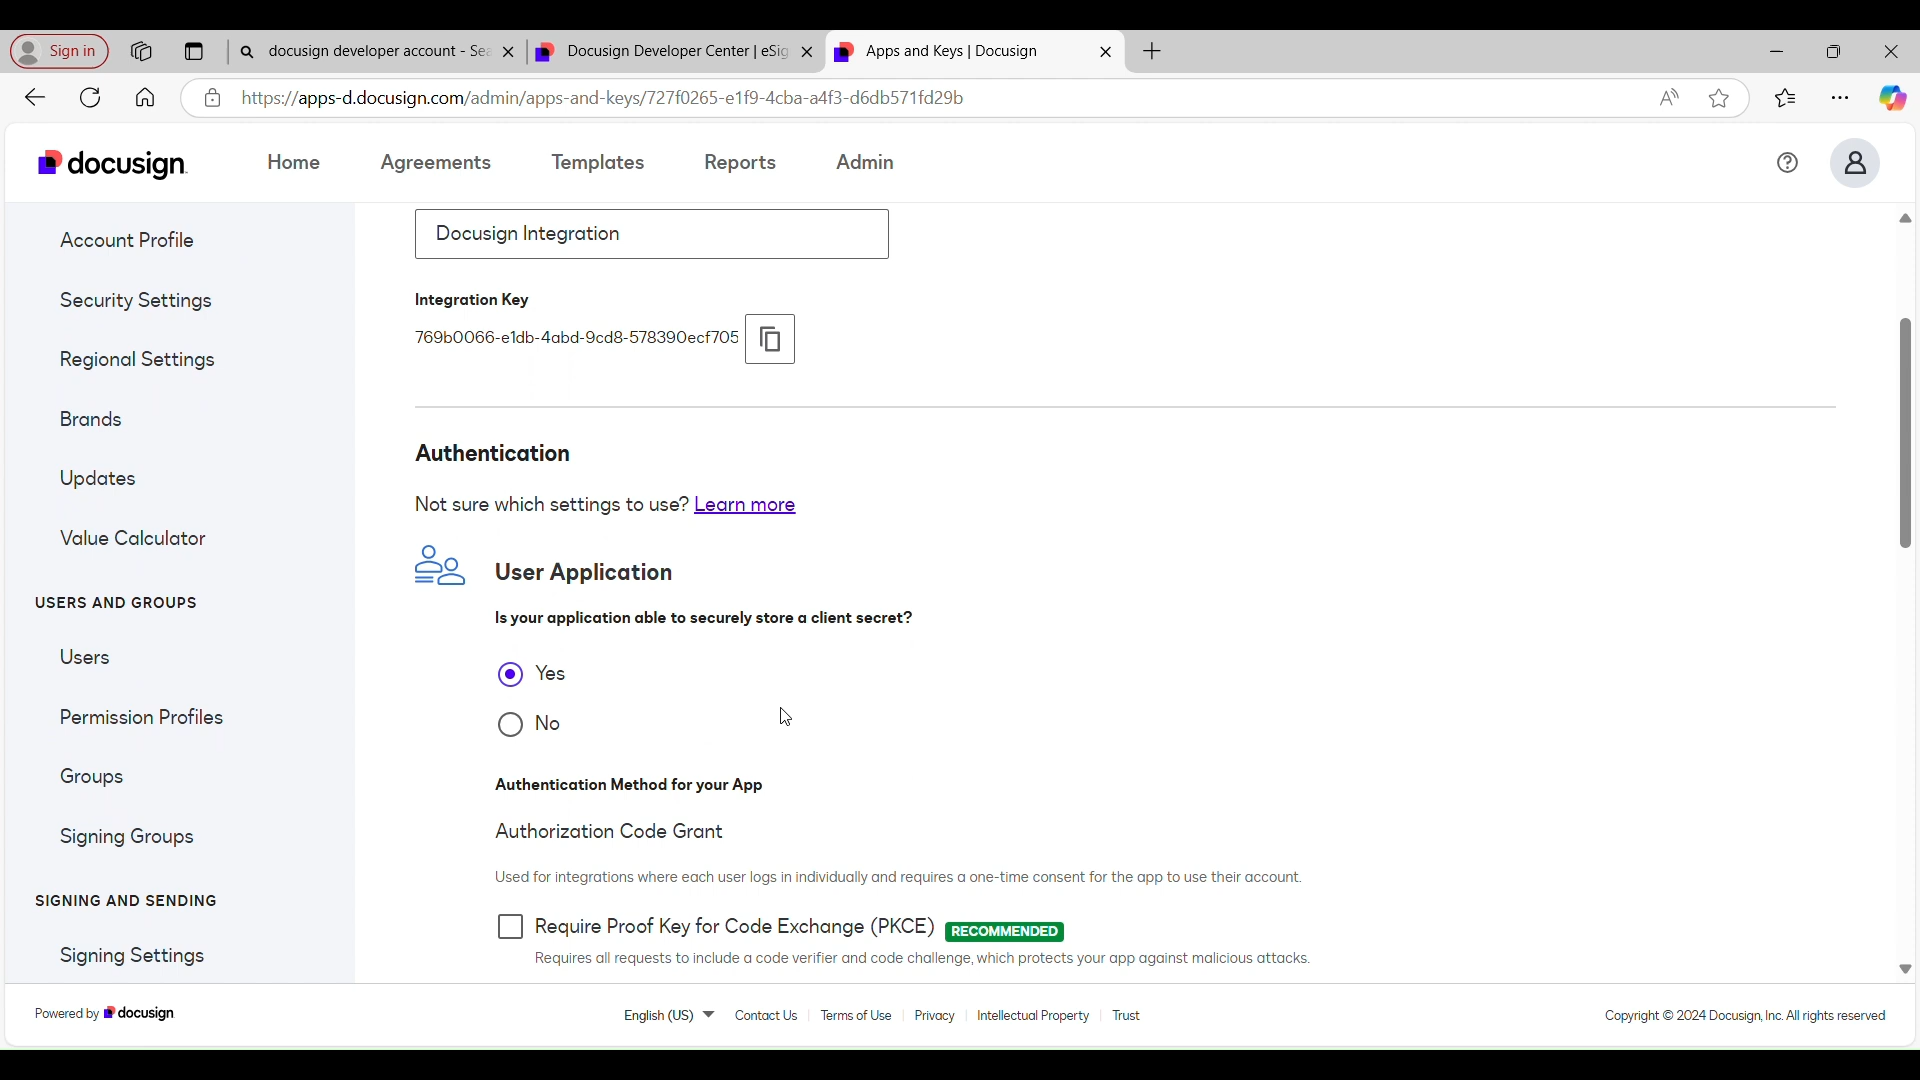 Sign in
docusign developer account - Sea
Docusign Developer Center | eSig
Apps and Keys | Docusign
https://apps-d.docusign.com/admin/apps-and-keys/727f0265-e1f9-4cba-a4f3-d6db571fd29b
docusign
Home
Agreements
Templates
Reports
Admin
Account Profile
Security Settings
Regional Settings
Brands
Updates
Value Calculator
USERS AND GROUPS
Users
Permission Profiles
Groups
Signing Groups
SIGNING AND SENDING
Signing Settings
Docusign Integration
Integration Key
769b0066-e1db-4abd-9cd8-578390ecf705
Authentication
Not sure which settings to use? Learn more
User Application
Is your application able to securely store a client secret?
Yes
No
Authentication Method for your App
Authorization Code Grant
Used for integrations where each user logs in individually and requires a one-time consent for the app to use their account.
Require Proof Key for Code Exchange (PKCE) RECOMMENDED
Requires all requests to include a code verifier and code challenge, which protects your app against malicious attacks.
Powered by docusign
English (US)
Contact Us
Terms of Use
Privacy
Intellectual Property
Trust
Copyright © 2024 Docusign, Inc. All rights reserved